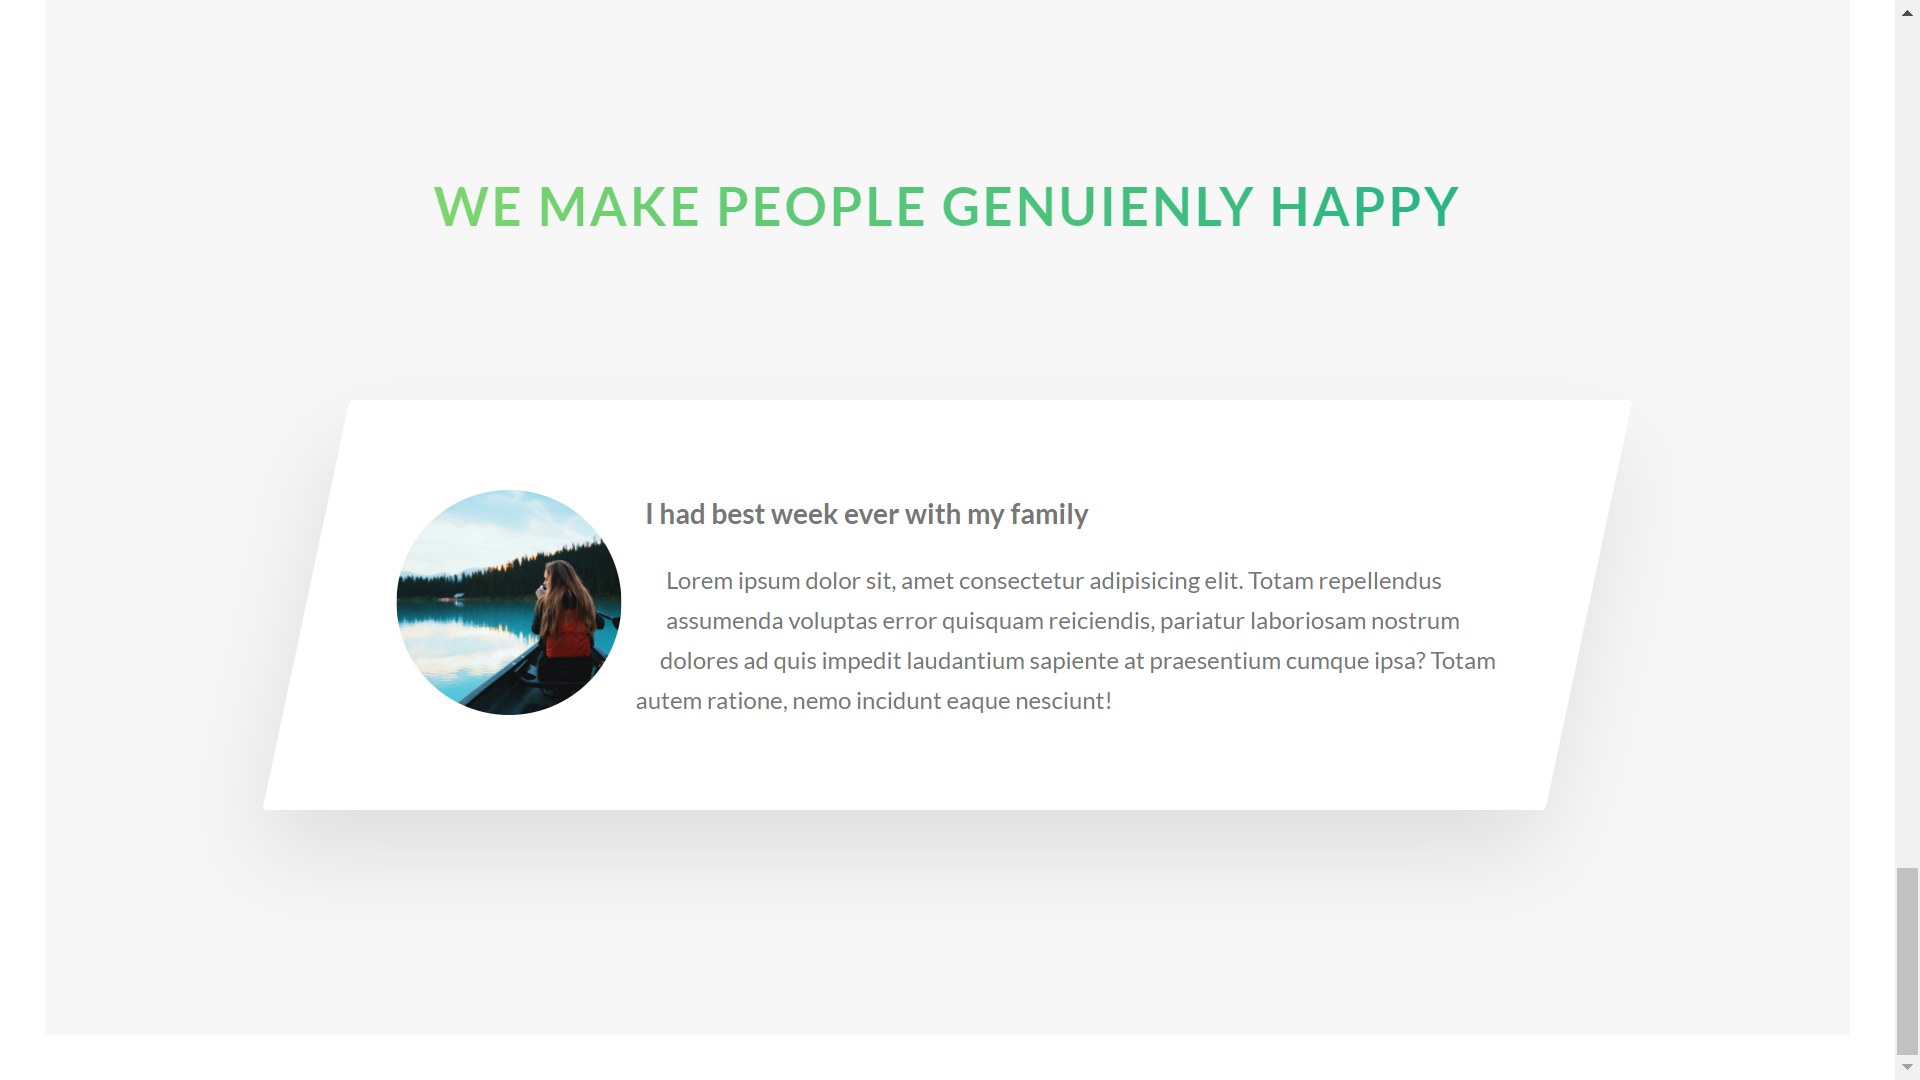 WE MAKE PEOPLE GENUIENLY HAPPY
I had best week ever with my family
Lorem ipsum dolor sit, amet consectetur adipisicing elit. Totam repellendus
assumenda voluptas error quisquam reiciendis, pariatur laboriosam nostrum
dolores ad quis impedit laudantium sapiente at praesentium cumque ipsa? Totam
autem ratione, nemo incidunt eaque nesciunt!